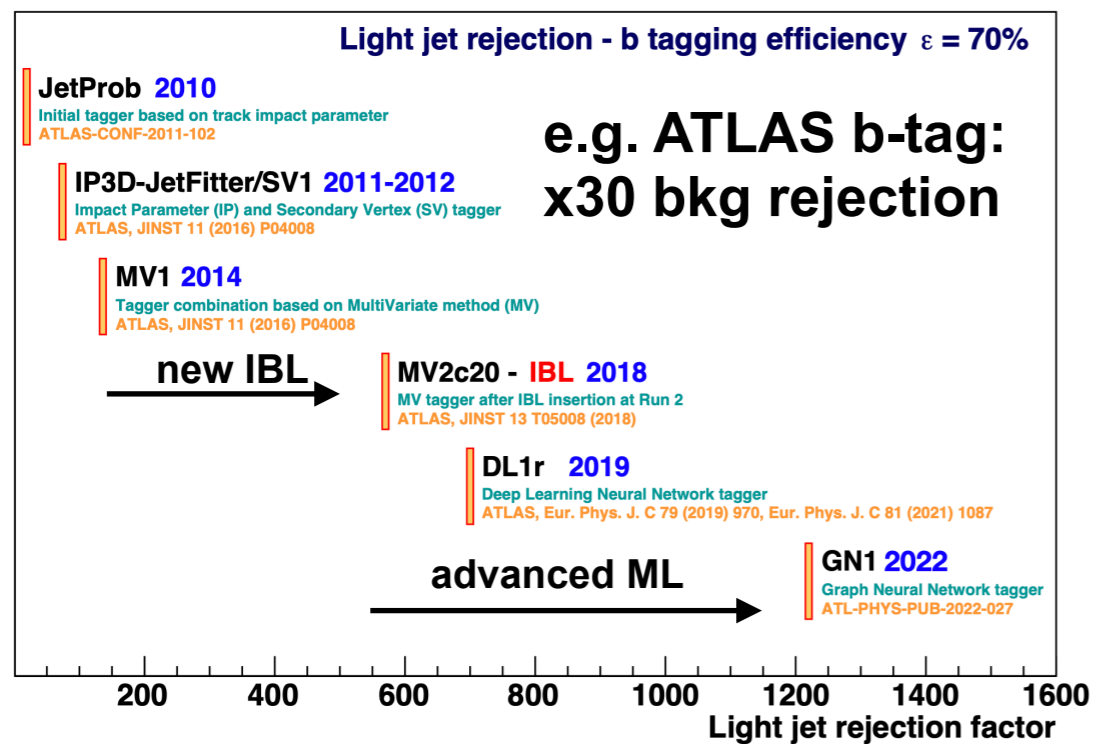 Light jet rejection - b tagging efficiency ε = 70%
JetProb 2010
Initial tagger based on track impact parameter
ATLAS-CONF-2011-102
e.g. ATLAS b-tag:
x30 bkg rejection
IP3D-JetFitter/SV1 2011-2012
Impact Parameter (IP) and Secondary Vertex (SV) tagger
ATLAS, JINST 11 (2016) P04008
MV1 2014
Tagger combination based on MultiVariate method (MV)
ATLAS, JINST 11 (2016) P04008
new IBL
MV2c20 - IBL 2018
MV tagger after IBL insertion at Run 2
ATLAS, JINST 13 T05008 (2018)
DL1r 2019
Deep Learning Neural Network tagger
ATLAS, Eur. Phys. J. C 79 (2019) 970, Eur. Phys. J. C 81 (2021) 1087
advanced ML
GN1 2022
Graph Neural Network tagger
ATL-PHYS-PUB-2022-027
200 400 600 800 1000 1200 1400 1600
Light jet rejection factor